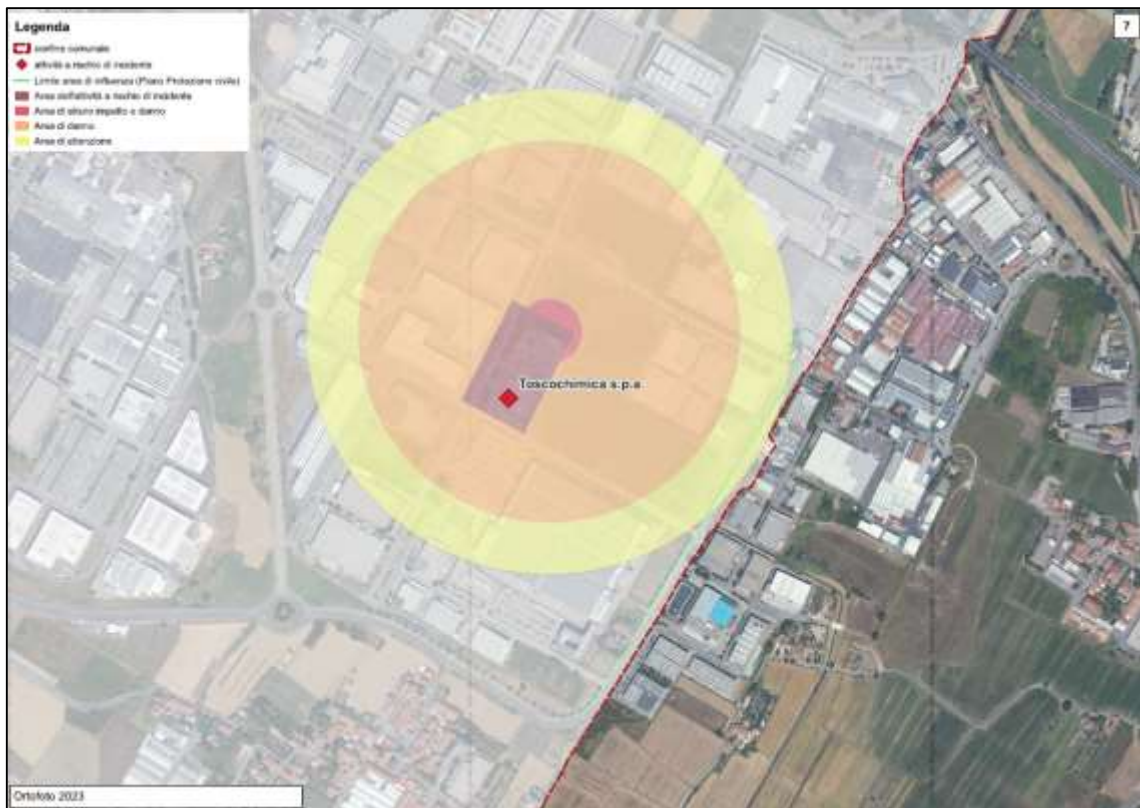 Legenda
confine comunale
attività a rischio di incidente
Limite area di influenza (Piano Protezione civile)
Area dell'attività a rischio di incidente
Area di sicuro impatto e danno
Area di danno
Area di attenzione
7
Toscochimica s.p.a.
Ortofoto 2023